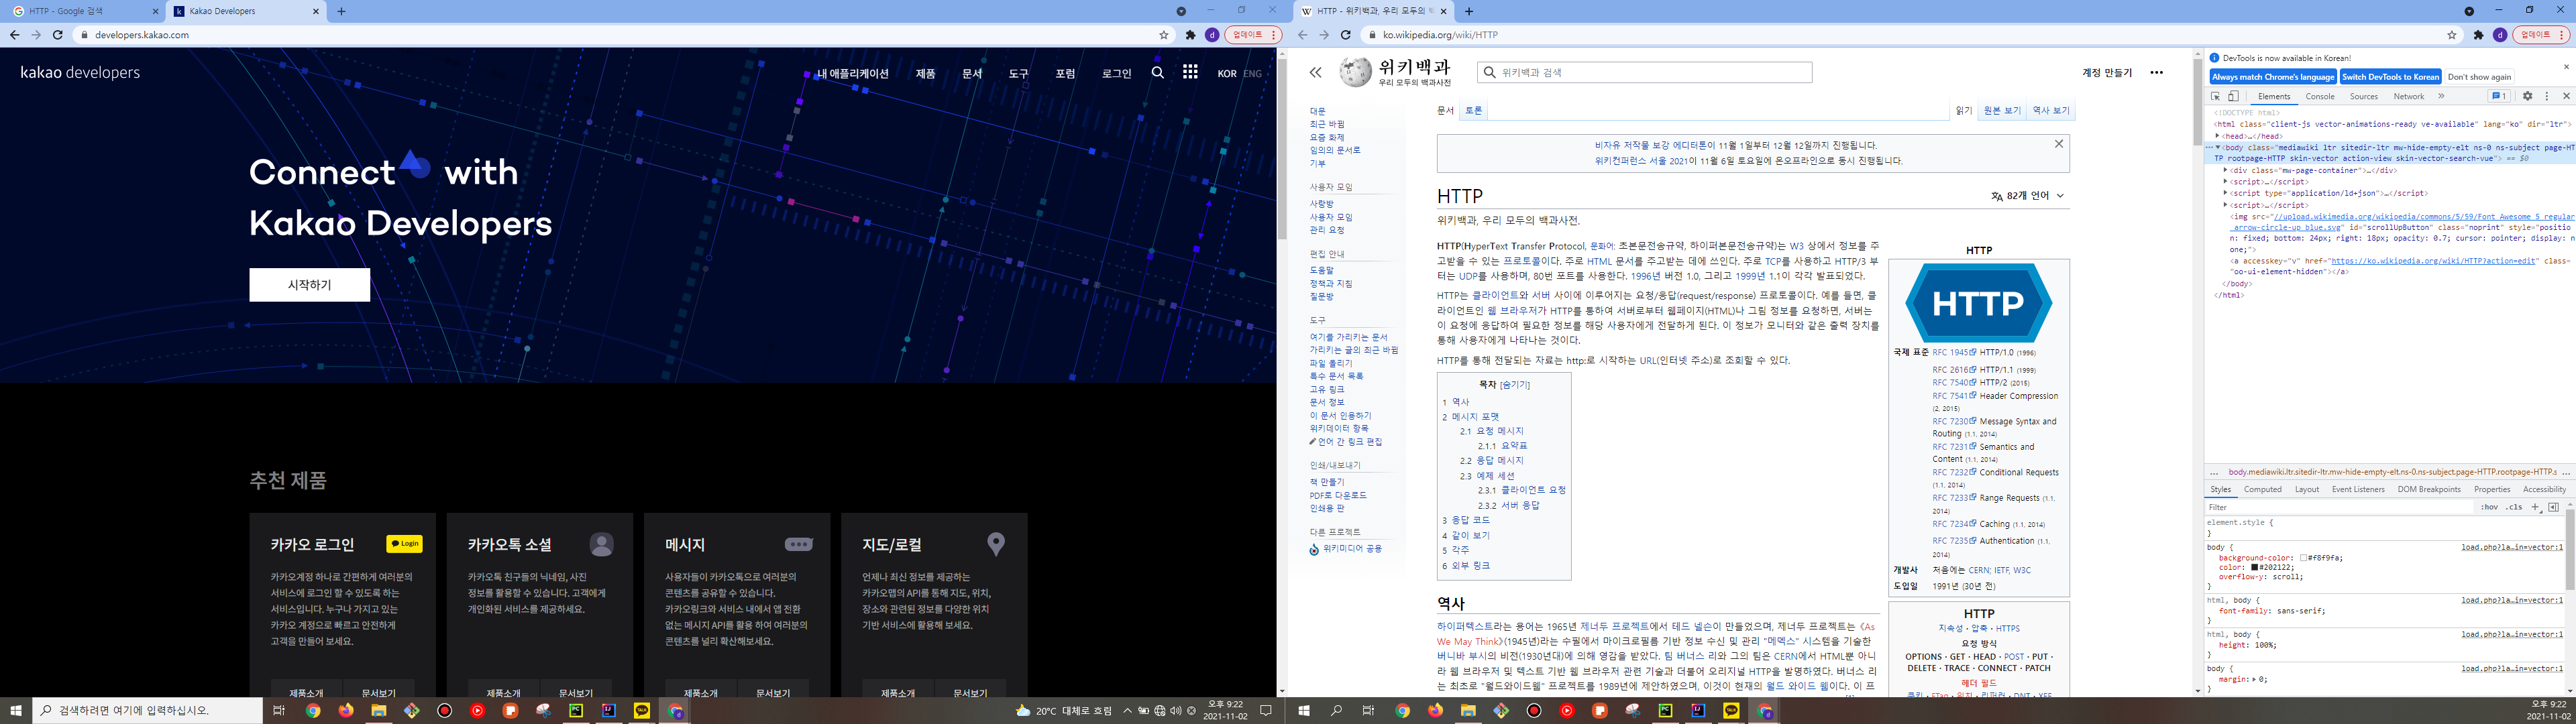 HTTP - Google 검색
Kakao Developers
developers.kakao.com
업데이트
kakao developers
내 애플리케이션
제품
문서
도구
포럼
로그인
KOR ENG
Connect with
Kakao Developers
시작하기
추천 제품
카카오 로그인
Login
카카오계정 하나로 간편하게 여러분의
서비스에 로그인 할 수 있도록 하는
서비스입니다. 누구나 가지고 있는
카카오 계정으로 빠르고 안전하게
고객을 만들어 보세요.
제품소개 문서보기
카카오톡 소셜
카카오톡 친구들의 닉네임, 사진
정보를 활용할 수 있습니다. 고객에게
개인화된 서비스를 제공하세요.
제품소개 문서보기
메시지
사용자들이 카카오톡으로 여러분의
콘텐츠를 공유할 수 있습니다.
카카오링크와 서비스 내에서 앱 전환
없는 메시지 API를 활용 하여 여러분의
콘텐츠를 널리 확산해보세요.
제품소개 문서보기
지도/로컬
언제나 최신 정보를 제공하는
카카오맵의 API를 통해 지도, 위치,
장소와 관련된 정보를 다양한 위치
기반 서비스에 활용해 보세요.
제품소개 문서보기
검색하려면 여기에 입력하십시오.
20°C 대체로 흐림
오후 9:22
2021-11-02
HTTP - 위키백과, 우리 모두의 백
ko.wikipedia.org/wiki/HTTP
업데이트
위키백과
우리 모두의 백과사전
위키백과 검색
계정 만들기
대문
최근 바뀜
요즘 화제
임의의 문서로
기부
사용자 모임
사랑방
사용자 모임
관리 요청
편집 안내
도움말
정책과 지침
질문방
도구
여기를 가리키는 문서
가리키는 글의 최근 바뀜
파일 올리기
특수 문서 목록
고유 링크
문서 정보
이 문서 인용하기
위키데이터 항목
언어 간 링크 편집
인쇄/내보내기
책 만들기
PDF로 다운로드
인쇄용 판
다른 프로젝트
위키미디어 공용
문서 토론
읽기 원본 보기 역사 보기
비자유 저작물 보강 에디터톤이 11월 1일부터 12월 12일까지 진행됩니다.
위키컨퍼런스 서울 2021이 11월 6일 토요일에 온오프라인으로 동시 진행됩니다.
HTTP
82개 언어
위키백과, 우리 모두의 백과사전.
HTTP(HyperText Transfer Protocol, 문화어: 초본문전송규약, 하이퍼본문전송규약)는 W3 상에서 정보를 주
고받을 수 있는 프로토콜이다. 주로 HTML 문서를 주고받는 데에 쓰인다. 주로 TCP를 사용하고 HTTP/3 부
터는 UDP를 사용하며, 80번 포트를 사용한다. 1996년 버전 1.0, 그리고 1999년 1.1이 각각 발표되었다.
HTTP는 클라이언트와 서버 사이에 이루어지는 요청/응답(request/response) 프로토콜이다. 예를 들면, 클
라이언트인 웹 브라우저가 HTTP를 통하여 서버로부터 웹페이지(HTML)나 그림 정보를 요청하면, 서버는
이 요청에 응답하여 필요한 정보를 해당 사용자에게 전달하게 된다. 이 정보가 모니터와 같은 출력 장치를
통해 사용자에게 나타나는 것이다.
HTTP를 통해 전달되는 자료는 http:로 시작하는 URL(인터넷 주소)로 조회할 수 있다.
목차 [숨기기]
1 역사
2 메시지 포맷
2.1 요청 메시지
2.1.1 요약표
2.2 응답 메시지
2.3 예제 세션
2.3.1 클라이언트 요청
2.3.2 서버 응답
3 응답 코드
4 같이 보기
5 각주
6 외부 링크
역사
하이퍼텍스트라는 용어는 1965년 제너두 프로젝트에서 테드 넬슨이 만들었으며, 제너두 프로젝트는 《As
We May Think》(1945년)라는 수필에서 마이크로필름 기반 정보 수신 및 관리 "메멕스" 시스템을 기술한
버니바 부시의 비전(1930년대)에 의해 영감을 받았다. 팀 버너스 리와 그의 팀은 CERN에서 HTML뿐 아니
라 웹 브라우저 및 텍스트 기반 웹 브라우저 관련 기술과 더불어 오리지널 HTTP을 발명하였다. 버너스 리
는 최초로 "월드와이드웹" 프로젝트를 1989년에 제안하였으며, 이것이 현재의 월드 와이드 웹이다. 이 프
HTTP
HTTP
국제 표준 RFC 1945 HTTP/1.0 (1996)
RFC 2616 HTTP/1.1 (1999)
RFC 7540 HTTP/2 (2015)
RFC 7541 Header Compression
(2, 2015)
RFC 7230 Message Syntax and
Routing (1.1, 2014)
RFC 7231 Semantics and
Content (1.1, 2014)
RFC 7232 Conditional Requests
(1.1, 2014)
RFC 7233 Range Requests (1.1,
2014)
RFC 7234 Caching (1.1, 2014)
RFC 7235 Authentication (1.1,
2014)
개발사 처음에는 CERN; IETF, W3C
도입일 1991년 (30년 전)
HTTP
지속성 · 압축 · HTTPS
요청 방식
OPTIONS · GET · HEAD · POST · PUT ·
DELETE · TRACE · CONNECT · PATCH
헤더 필드
쿠키 · ETag · 위치 · 리퍼러 · DNT · XFF
DevTools is now available in Korean!
Always match Chrome's language Switch DevTools to Korean Don't show again
Elements Console Sources Network » 1
<!DOCTYPE html>
<html class="client-js vector-animations-ready ve-available" lang="ko" dir="ltr">
<head>…</head>
<body class="mediawiki ltr sitedir-ltr mw-hide-empty-elt ns-0 ns-subject page-HT
TP rootpage-HTTP skin-vector action-view skin-vector-search-vue"> == $0
<div class="mw-page-container">…</div>
<script>…</script>
<script type="application/ld+json">…</script>
<script>…</script>
<img src="//upload.wikimedia.org/wikipedia/commons/5/59/Font_Awesome_5_regular
_arrow-circle-up_blue.svg" id="scrollUpButton" class="noprint" style="positio
n: fixed; bottom: 24px; right: 18px; opacity: 0.7; cursor: pointer; display: n
one;">
<a accesskey="v" href="https://ko.wikipedia.org/wiki/HTTP?action=edit" class=
"oo-ui-element-hidden"></a>
</body>
</html>
… body.mediawiki.ltr.sitedir-ltr.mw-hide-empty-elt.ns-0.ns-subject.page-HTTP.rootpage-HTTP.s …
Styles Computed Layout Event Listeners DOM Breakpoints Properties Accessibility
Filter :hov .cls
element.style {
}
body { load.php?la…in=vector:1
background-color: #f8f9fa;
color: #202122;
overflow-y: scroll;
}
html, body { load.php?la…in=vector:1
font-family: sans-serif;
}
html, body { load.php?la…in=vector:1
height: 100%;
}
body { load.php?la…in=vector:1
margin: 0;
}
오후 9:22
2021-11-02